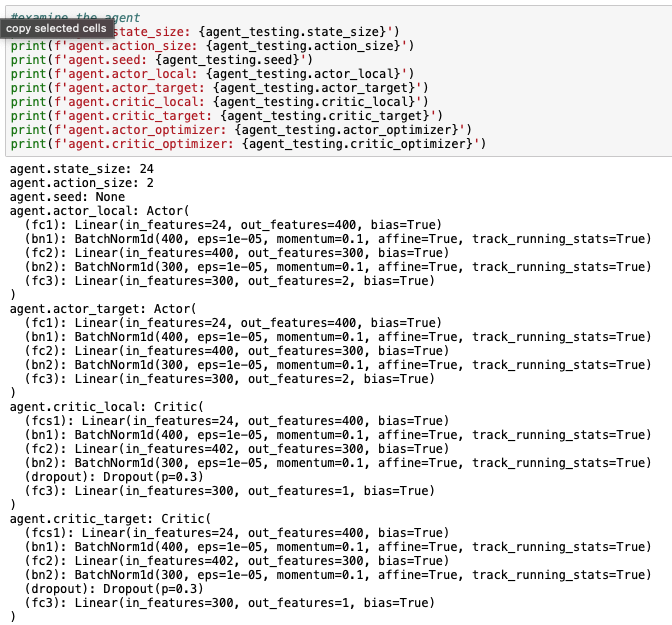 #examine the agent
copy selected cells
state_size: {agent_testing.state_size}')
print(f'agent.action_size: {agent_testing.action_size}')
print(f'agent.seed: {agent_testing.seed}')
print(f'agent.actor_local: {agent_testing.actor_local}')
print(f'agent.actor_target: {agent_testing.actor_target}')
print(f'agent.critic_local: {agent_testing.critic_local}')
print(f'agent.critic_target: {agent_testing.critic_target}')
print(f'agent.actor_optimizer: {agent_testing.actor_optimizer}')
print(f'agent.critic_optimizer: {agent_testing.critic_optimizer}')
agent.state_size: 24
agent.action_size: 2
agent.seed: None
agent.actor_local: Actor(
  (fc1): Linear(in_features=24, out_features=400, bias=True)
  (bn1): BatchNorm1d(400, eps=1e-05, momentum=0.1, affine=True, track_running_stats=True)
  (fc2): Linear(in_features=400, out_features=300, bias=True)
  (bn2): BatchNorm1d(300, eps=1e-05, momentum=0.1, affine=True, track_running_stats=True)
  (fc3): Linear(in_features=300, out_features=2, bias=True)
)
agent.actor_target: Actor(
  (fc1): Linear(in_features=24, out_features=400, bias=True)
  (bn1): BatchNorm1d(400, eps=1e-05, momentum=0.1, affine=True, track_running_stats=True)
  (fc2): Linear(in_features=400, out_features=300, bias=True)
  (bn2): BatchNorm1d(300, eps=1e-05, momentum=0.1, affine=True, track_running_stats=True)
  (fc3): Linear(in_features=300, out_features=2, bias=True)
)
agent.critic_local: Critic(
  (fcs1): Linear(in_features=24, out_features=400, bias=True)
  (bn1): BatchNorm1d(400, eps=1e-05, momentum=0.1, affine=True, track_running_stats=True)
  (fc2): Linear(in_features=402, out_features=300, bias=True)
  (bn2): BatchNorm1d(300, eps=1e-05, momentum=0.1, affine=True, track_running_stats=True)
  (dropout): Dropout(p=0.3)
  (fc3): Linear(in_features=300, out_features=1, bias=True)
)
agent.critic_target: Critic(
  (fcs1): Linear(in_features=24, out_features=400, bias=True)
  (bn1): BatchNorm1d(400, eps=1e-05, momentum=0.1, affine=True, track_running_stats=True)
  (fc2): Linear(in_features=402, out_features=300, bias=True)
  (bn2): BatchNorm1d(300, eps=1e-05, momentum=0.1, affine=True, track_running_stats=True)
  (dropout): Dropout(p=0.3)
  (fc3): Linear(in_features=300, out_features=1, bias=True)
)